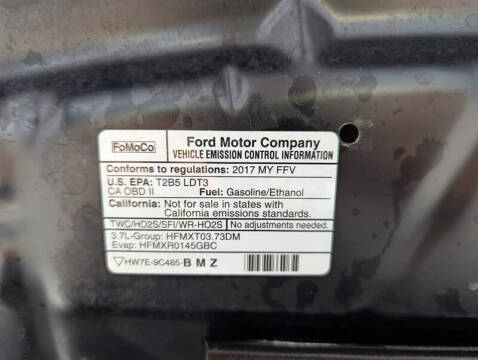 FoMoCo
Ford Motor Company
VEHICLE EMISSION CONTROL INFORMATION
Conforms to regulations: 2017 MY FFV
U.S. EPA: T2B5 LDT3
CA OBD II Fuel: Gasoline/Ethanol
California: Not for sale in states with
California emissions standards.
TWC/HO2S/SFI/WR-HO2S No adjustments needed.
3.7L-Group: HFMXT03.73DM
Evap: HFMXR0145GBC
HW7E-9C485-B M Z